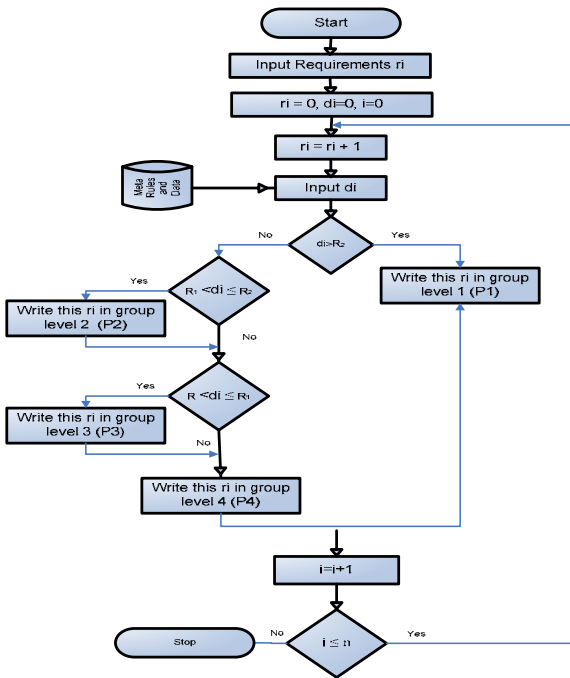 Start
Input Requirements ri
ri = 0, di=0, i=0
ri = ri + 1
Meta
Rules
and
Data
Input di
di>R₂
No
Yes
Write this ri in group
level 1 (P1)
R₁ <di ≤ R₂
Yes
Write this ri in group
level 2 (P2)
No
R <di ≤ R₁
Yes
Write this ri in group
level 3 (P3)
No
Write this ri in group
level 4 (P4)
i=i+1
i ≤ n
No
Yes
Stop